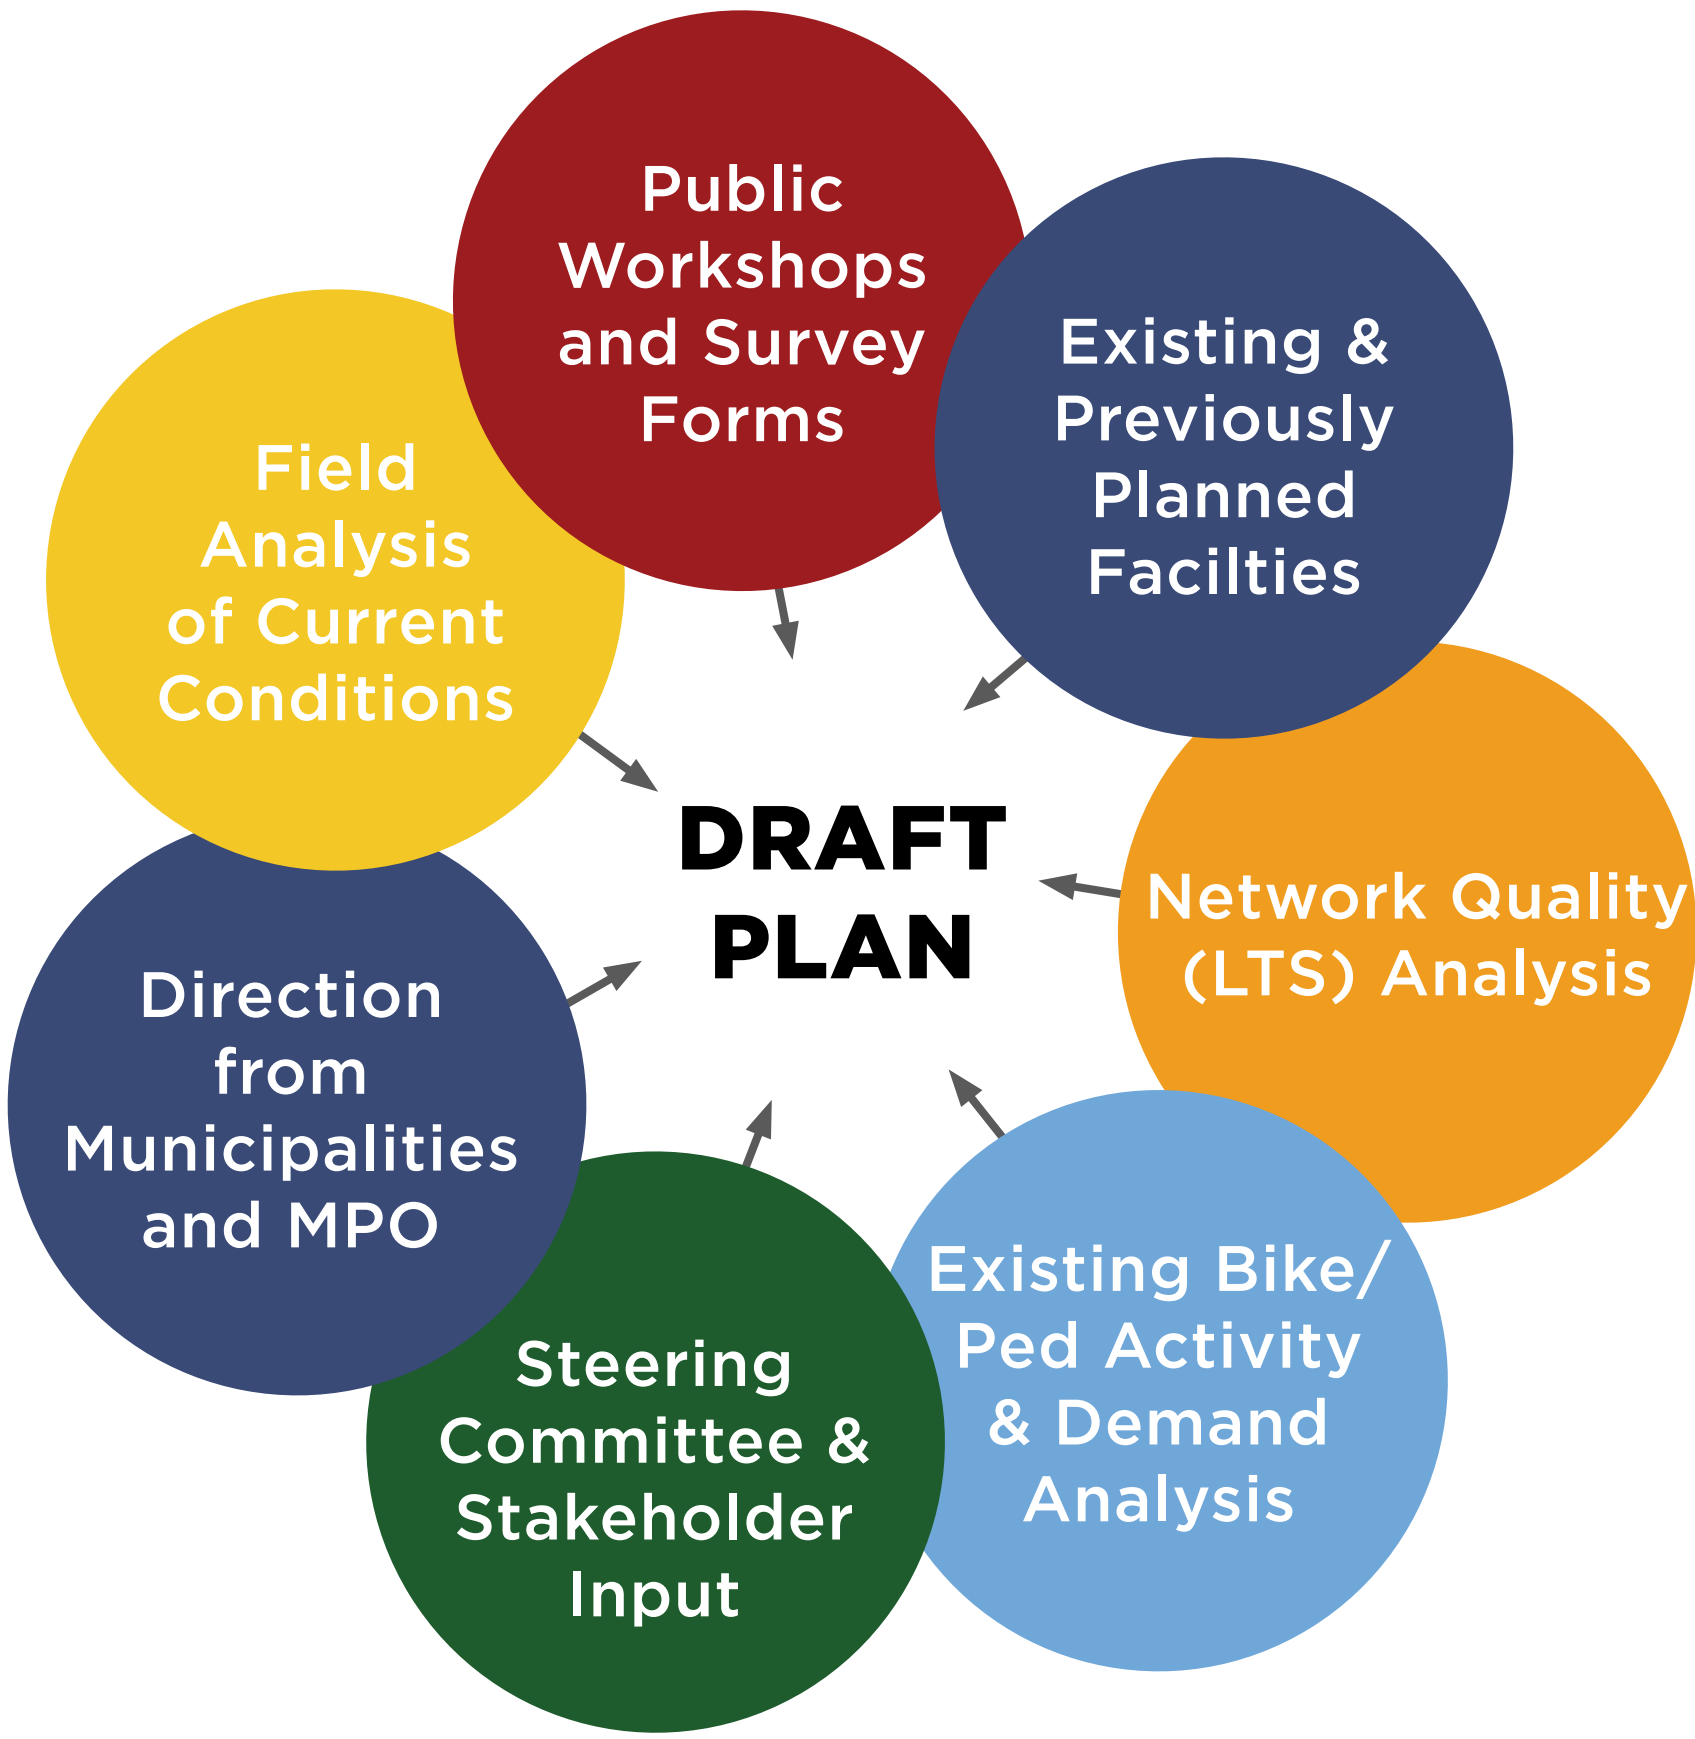 Public
Workshops
and Survey
Forms
Existing &
Previously
Planned
Facilties
Network Quality
(LTS) Analysis
Existing Bike/
Ped Activity
& Demand
Analysis
Steering
Committee &
Stakeholder
Input
Direction
from
Municipalities
and MPO
Field
Analysis
of Current
Conditions
DRAFT
PLAN